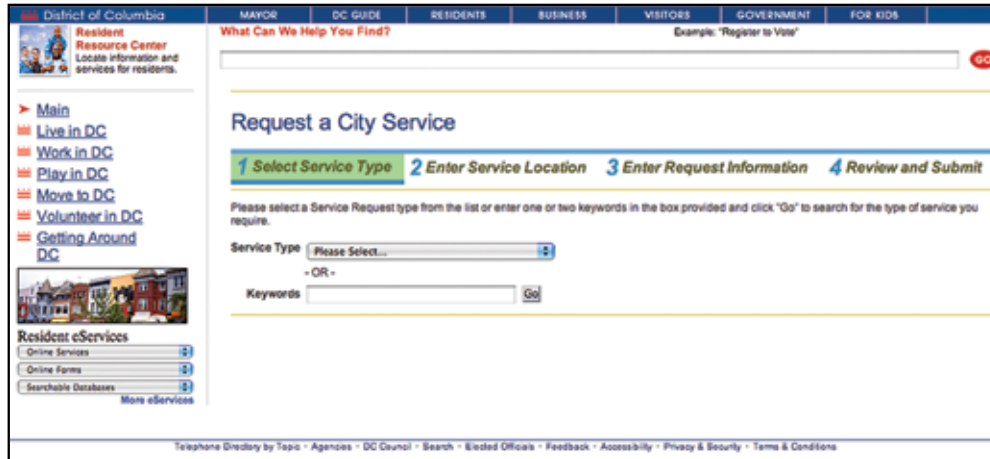 District of Columbia
MAYOR DC GUIDE RESIDENTS BUSINESS VISITORS GOVERNMENT FOR KIDS
Resident
Resource Center
Locate information and
services for residents.
What Can We Help You Find?
Example: "Register to Vote"
GO
Main
Live in DC
Work in DC
Play in DC
Move to DC
Volunteer in DC
Getting Around
DC
Resident eServices
Online Services
Online Forms
Searchable Databases
More eServices
Request a City Service
1 Select Service Type 2 Enter Service Location 3 Enter Request Information 4 Review and Submit
Please select a Service Request type from the list or enter one or two keywords in the box provided and click "Go" to search for the type of service you
require.
Service Type Please Select...
- OR -
Keywords Go
Telephone Directory by Topic • Agencies • DC Council • Search • Elected Officials • Feedback • Accessibility • Privacy & Security • Terms & Conditions